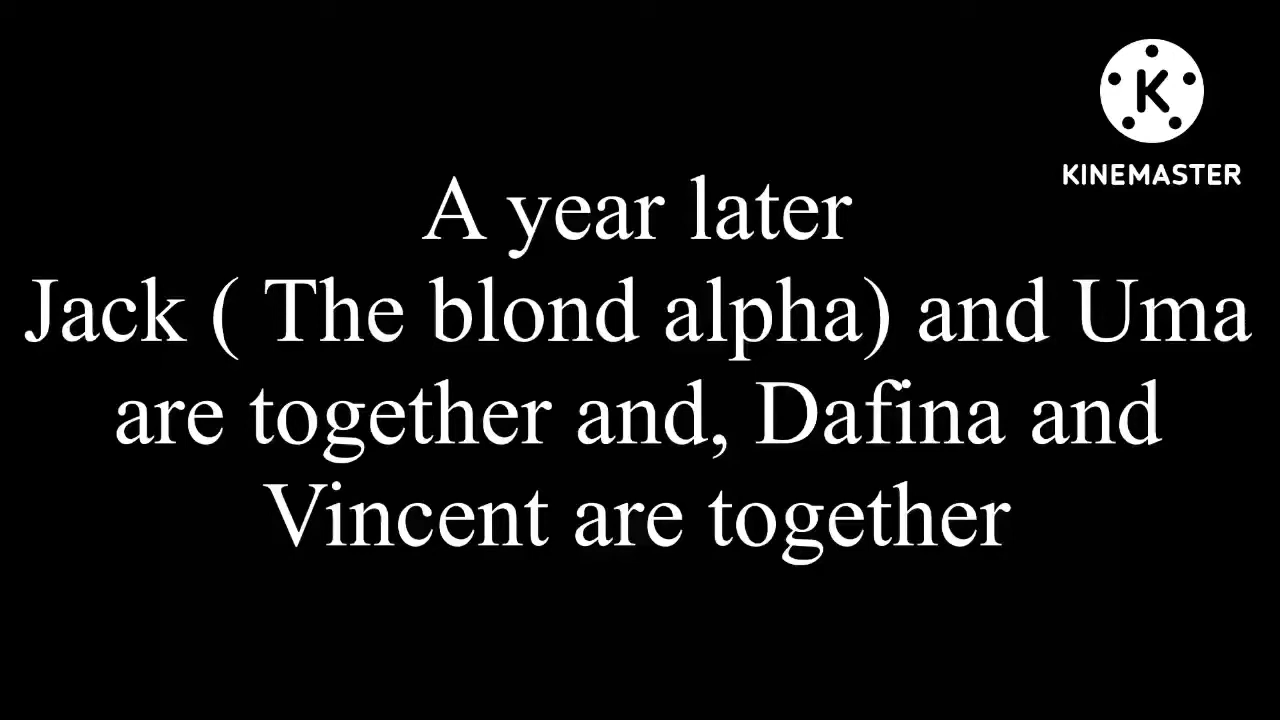 K
KINEMASTER
A year later
Jack ( The blond alpha) and Uma
are together and, Dafina and
Vincent are together